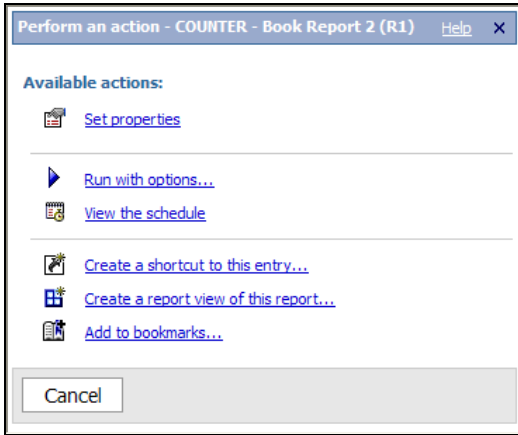 Perform an action - COUNTER - Book Report 2 (R1) Help X
Available actions:
Set properties
Run with options...
View the schedule
Create a shortcut to this entry...
Create a report view of this report...
Add to bookmarks...
Cancel